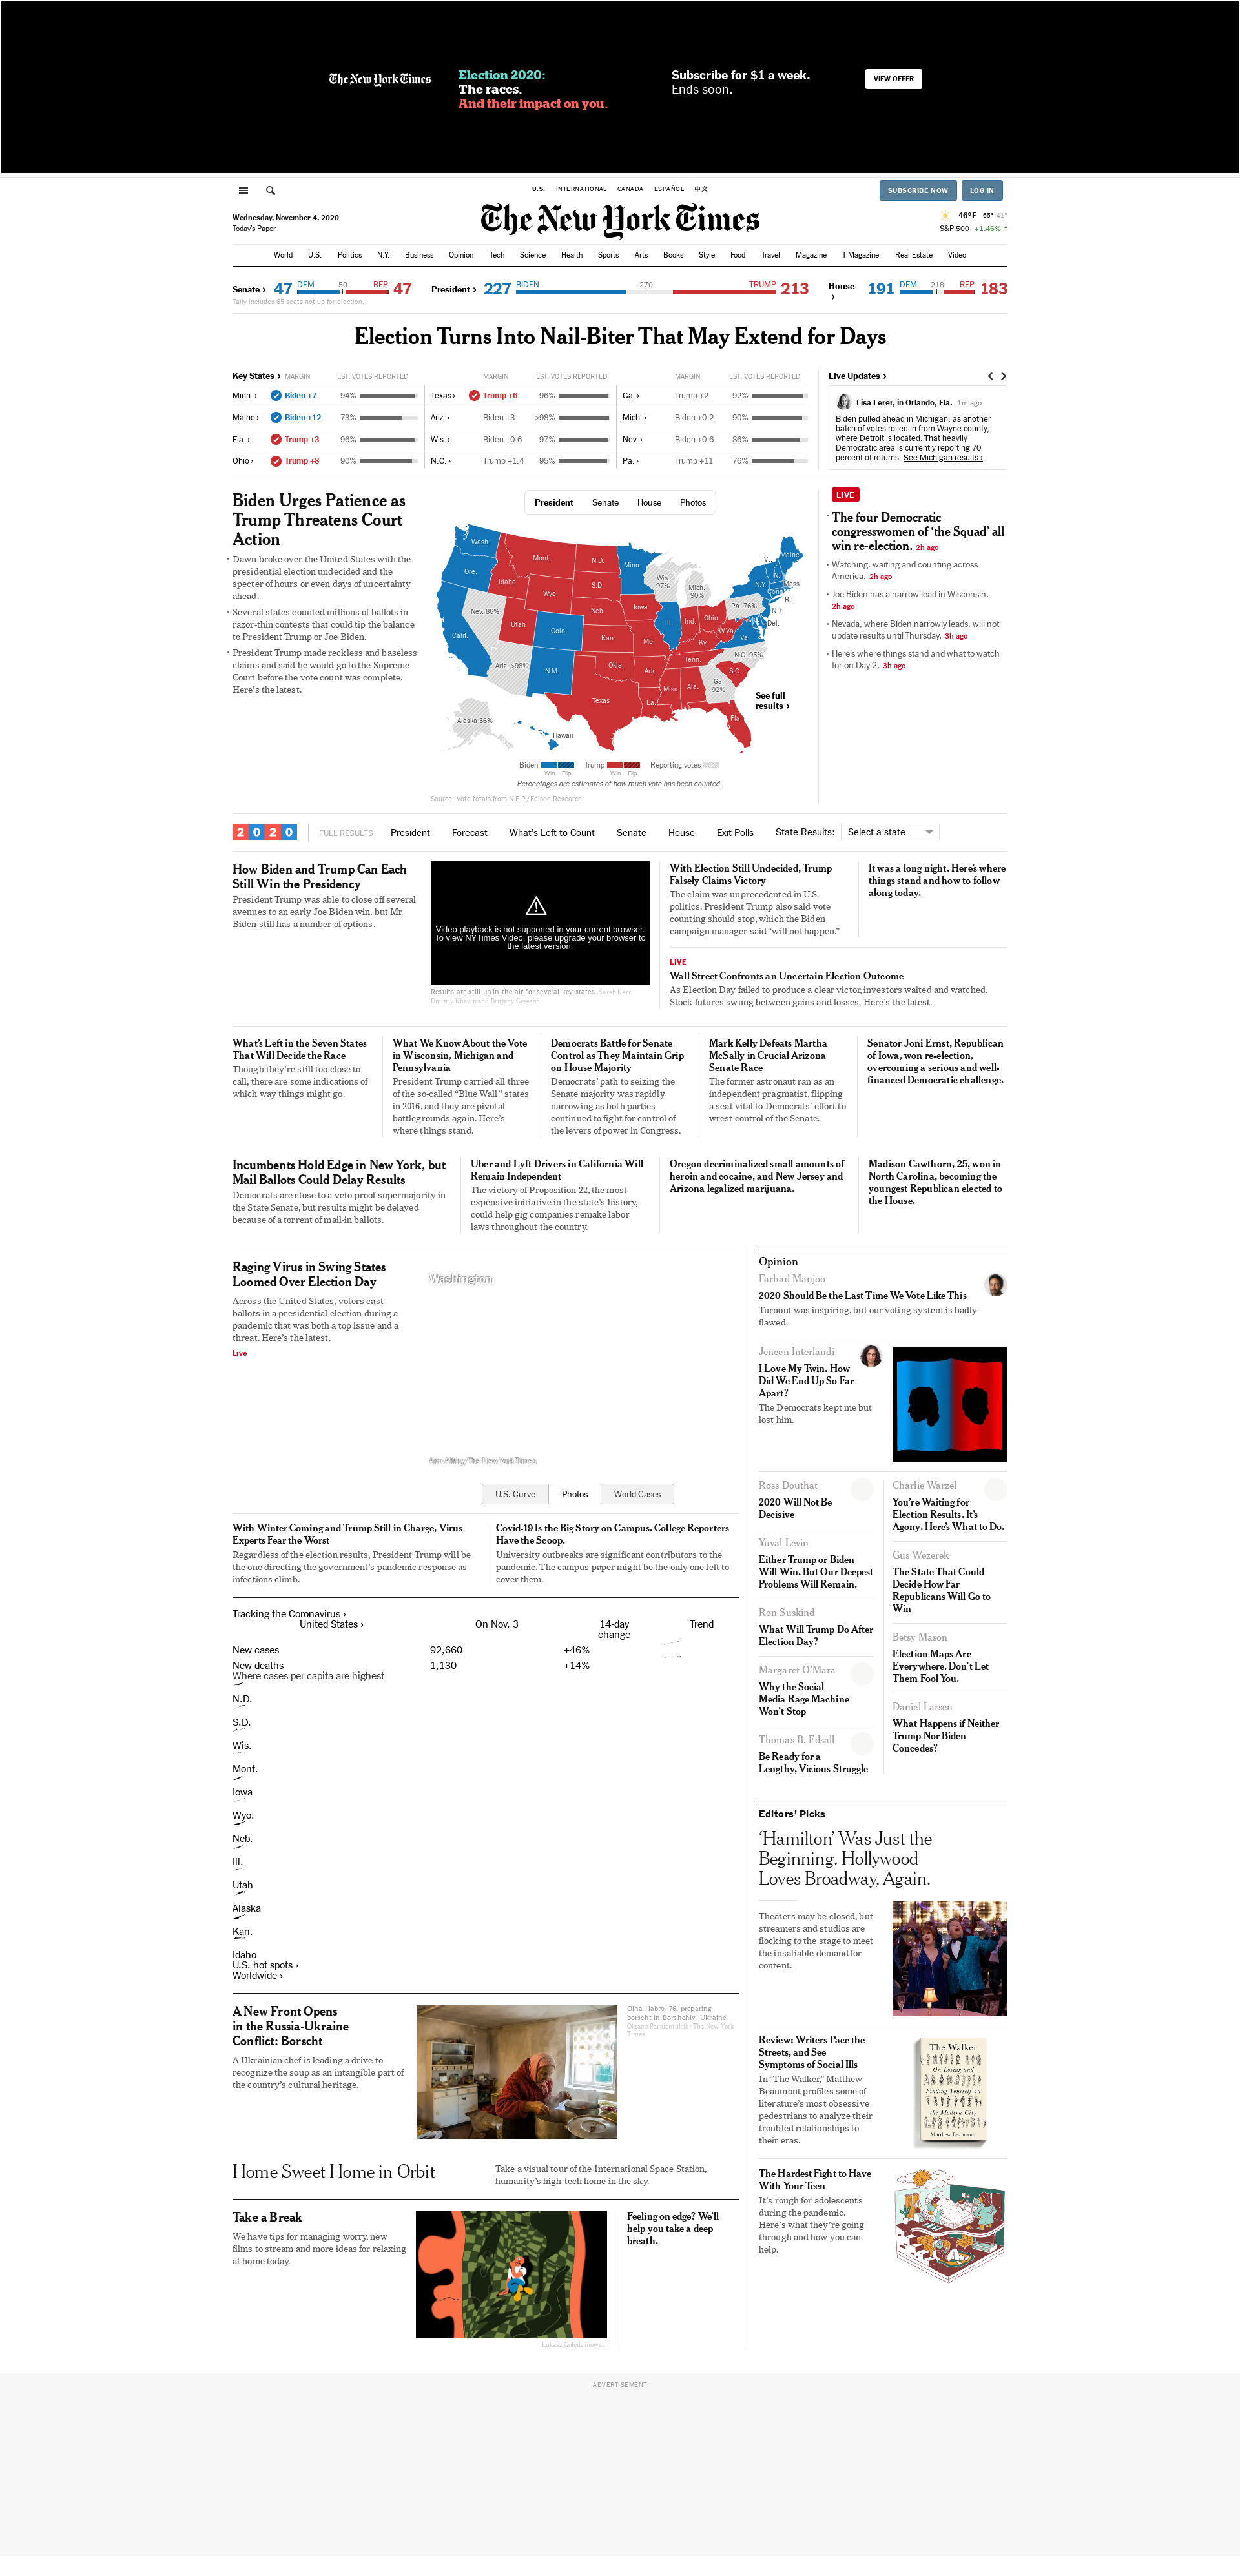 The New York Times
Election 2020:
The races.
And their impact on you.
Subscribe for $1 a week.
Ends soon.
VIEW OFFER
U.S. INTERNATIONAL CANADA ESPAÑOL 中文
SUBSCRIBE NOW
LOG IN
Wednesday, November 4, 2020
Today's Paper
The New York Times
46°F 65° 41°
S&P 500 +1.46%
World U.S. Politics N.Y. Business Opinion Tech Science Health Sports Arts Books Style Food Travel Magazine T Magazine Real Estate Video
Senate › 47 DEM. 50 REP. 47
Tally includes 65 seats not up for election.
President › 227 BIDEN 270 TRUMP 213
House › 191 DEM. 218 REP. 183
Election Turns Into Nail-Biter That May Extend for Days
Key States › MARGIN EST. VOTES REPORTED MARGIN EST. VOTES REPORTED MARGIN EST. VOTES REPORTED
Minn. › Biden +7 94% Texas › Trump +6 96% Ga. › Trump +2 92%
Maine › Biden +12 73% Ariz. › Biden +3 >98% Mich. › Biden +0.2 90%
Fla. › Trump +3 96% Wis. › Biden +0.6 97% Nev. › Biden +0.6 86%
Ohio › Trump +8 90% N.C. › Trump +1.4 95% Pa. › Trump +11 76%
Live Updates ›
Lisa Lerer, in Orlando, Fla. 1m ago
Biden pulled ahead in Michigan, as another
batch of votes rolled in from Wayne county,
where Detroit is located. That heavily
Democratic area is currently reporting 70
percent of returns. See Michigan results ›
Biden Urges Patience as
Trump Threatens Court
Action
Dawn broke over the United States with the
presidential election undecided and the
specter of hours or even days of uncertainty
ahead.
Several states counted millions of ballots in
razor-thin contests that could tip the balance
to President Trump or Joe Biden.
President Trump made reckless and baseless
claims and said he would go to the Supreme
Court before the vote count was complete.
Here's the latest.
President Senate House Photos
Wash.
Mont.
N.D.
Minn.
Vt.
Maine
Ore.
Idaho
S.D.
Wis.
97%
Mich.
90%
N.Y.
N.H.
Mass.
Conn.
R.I.
Wyo.
Neb.
Iowa
Pa. 76%
N.J.
Nev. 86%
Utah
Colo.
Ill.
Ind.
Ohio
W.Va.
Del.
Calif.
Kan.
Mo.
Ky.
Va.
Ariz. >98%
N.M.
Okla.
Ark.
Tenn.
N.C. 95%
S.C.
Texas
La.
Miss.
Ala.
Ga.
92%
Fla.
Alaska 36%
Hawaii
See full
results ›
Biden Trump Reporting votes
Win Flip Win Flip
Percentages are estimates of how much vote has been counted.
Source: Vote totals from N.E.P./Edison Research
LIVE
The four Democratic
congresswomen of ‘the Squad’ all
win re-election. 2h ago
Watching, waiting and counting across
America. 2h ago
Joe Biden has a narrow lead in Wisconsin.
2h ago
Nevada, where Biden narrowly leads, will not
update results until Thursday. 3h ago
Here's where things stand and what to watch
for on Day 2. 3h ago
2020 FULL RESULTS President Forecast What's Left to Count Senate House Exit Polls State Results: Select a state
How Biden and Trump Can Each
Still Win the Presidency
President Trump was able to close off several
avenues to an early Joe Biden win, but Mr.
Biden still has a number of options.
Video playback is not supported in your current browser.
To view NYTimes Video, please upgrade your browser to
the latest version.
Results are still up in the air for several key states. Sarah Kerr,
Dmitriy Khavin and Brittany Greeson
With Election Still Undecided, Trump
Falsely Claims Victory
The claim was unprecedented in U.S.
politics. President Trump also said vote
counting should stop, which the Biden
campaign manager said “will not happen.”
It was a long night. Here's where
things stand and how to follow
along today.
LIVE
Wall Street Confronts an Uncertain Election Outcome
As Election Day failed to produce a clear victor, investors waited and watched.
Stock futures swung between gains and losses. Here's the latest.
What's Left in the Seven States
That Will Decide the Race
Though they're still too close to
call, there are some indications of
which way things might go.
What We Know About the Vote
in Wisconsin, Michigan and
Pennsylvania
President Trump carried all three
of the so-called “Blue Wall” states
in 2016, and they are pivotal
battlegrounds again. Here's
where things stand.
Democrats Battle for Senate
Control as They Maintain Grip
on House Majority
Democrats' path to seizing the
Senate majority was rapidly
narrowing as both parties
continued to fight for control of
the levers of power in Congress.
Mark Kelly Defeats Martha
McSally in Crucial Arizona
Senate Race
The former astronaut ran as an
independent pragmatist, flipping
a seat vital to Democrats' effort to
wrest control of the Senate.
Senator Joni Ernst, Republican
of Iowa, won re-election,
overcoming a serious and well-
financed Democratic challenge.
Incumbents Hold Edge in New York, but
Mail Ballots Could Delay Results
Democrats are close to a veto-proof supermajority in
the State Senate, but results might be delayed
because of a torrent of mail-in ballots.
Uber and Lyft Drivers in California Will
Remain Independent
The victory of Proposition 22, the most
expensive initiative in the state's history,
could help gig companies remake labor
laws throughout the country.
Oregon decriminalized small amounts of
heroin and cocaine, and New Jersey and
Arizona legalized marijuana.
Madison Cawthorn, 25, won in
North Carolina, becoming the
youngest Republican elected to
the House.
Raging Virus in Swing States
Loomed Over Election Day
Across the United States, voters cast
ballots in a presidential election during a
pandemic that was both a top issue and a
threat. Here's the latest.
Live
Washington
U.S. Curve Photos World Cases
With Winter Coming and Trump Still in Charge, Virus
Experts Fear the Worst
Regardless of the election results, President Trump will be
the one directing the government's pandemic response as
infections climb.
Covid-19 Is the Big Story on Campus. College Reporters
Have the Scoop.
University outbreaks are significant contributors to the
pandemic. The campus paper might be the only one left to
cover them.
Tracking the Coronavirus ›
United States › On Nov. 3 14-day
change Trend
New cases 92,660 +46%
New deaths 1,130 +14%
Where cases per capita are highest
N.D.
S.D.
Wis.
Mont.
Iowa
Wyo.
Neb.
Ill.
Utah
Alaska
Kan.
Idaho
U.S. hot spots ›
Worldwide ›
A New Front Opens
in the Russia-Ukraine
Conflict: Borscht
A Ukrainian chef is leading a drive to
recognize the soup as an intangible part of
the country's cultural heritage.
Olha Habro, 76, preparing
borscht in Borshchiv, Ukraine.
Oksana Parafeniuk for The New York
Times
Home Sweet Home in Orbit
Take a visual tour of the International Space Station,
humanity's high-tech home in the sky.
Take a Break
We have tips for managing worry, new
films to stream and more ideas for relaxing
at home today.
Feeling on edge? We'll
help you take a deep
breath.
Opinion
Farhad Manjoo
2020 Should Be the Last Time We Vote Like This
Turnout was inspiring, but our voting system is badly
flawed.
Jeneen Interlandi
I Love My Twin. How
Did We End Up So Far
Apart?
The Democrats kept me but
lost him.
Ross Douthat
2020 Will Not Be
Decisive
Yuval Levin
Either Trump or Biden
Will Win. But Our Deepest
Problems Will Remain.
Ron Suskind
What Will Trump Do After
Election Day?
Margaret O'Mara
Why the Social
Media Rage Machine
Won't Stop
Thomas B. Edsall
Be Ready for a
Lengthy, Vicious Struggle
Charlie Warzel
You're Waiting for
Election Results. It's
Agony. Here's What to Do.
Gus Wezerek
The State That Could
Decide How Far
Republicans Will Go to
Win
Betsy Mason
Election Maps Are
Everywhere. Don't Let
Them Fool You.
Daniel Larsen
What Happens if Neither
Trump Nor Biden
Concedes?
Editors' Picks
‘Hamilton’ Was Just the
Beginning. Hollywood
Loves Broadway, Again.
Theaters may be closed, but
streamers and studios are
flocking to the stage to meet
the insatiable demand for
content.
Review: Writers Pace the
Streets, and See
Symptoms of Social Ills
In “The Walker,” Matthew
Beaumont profiles some of
literature's most obsessive
pedestrians to analyze their
troubled relationships to
their eras.
The Walker
On Losing and
Finding Yourself in
the Modern City
Matthew Beaumont
The Hardest Fight to Have
With Your Teen
It's rough for adolescents
during the pandemic.
Here's what they're going
through and how you can
help.
ADVERTISEMENT